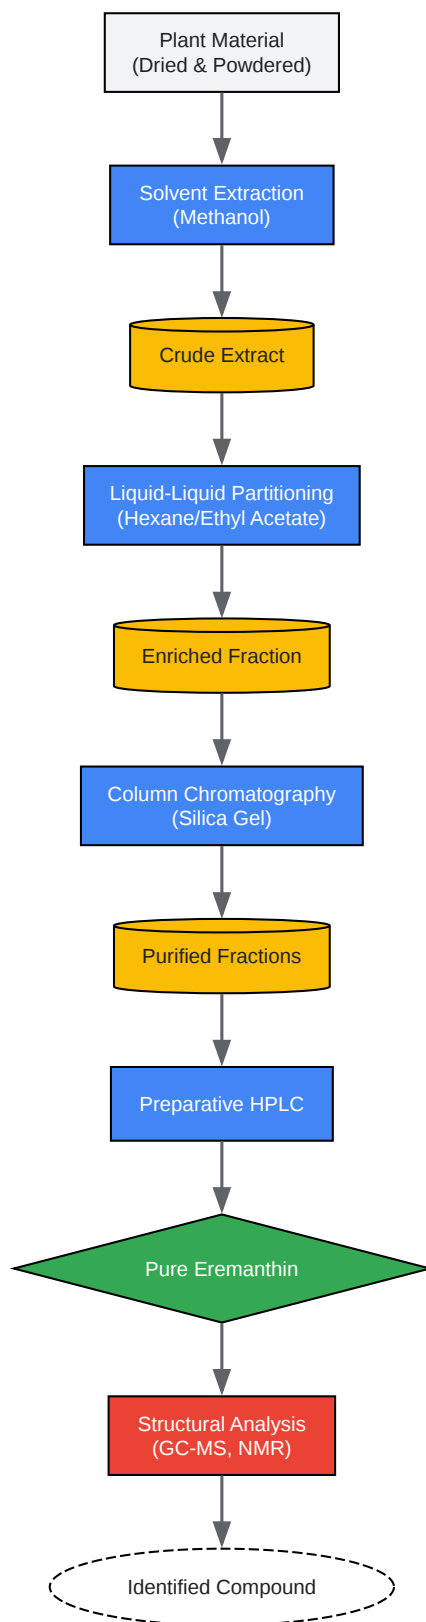 Plant Material
(Dried & Powdered)
Solvent Extraction
(Methanol)
Crude Extract
Liquid-Liquid Partitioning
(Hexane/Ethyl Acetate)
Enriched Fraction
Column Chromatography
(Silica Gel)
Purified Fractions
Preparative HPLC
Pure Eremanthin
Structural Analysis
(GC-MS, NMR)
Identified Compound